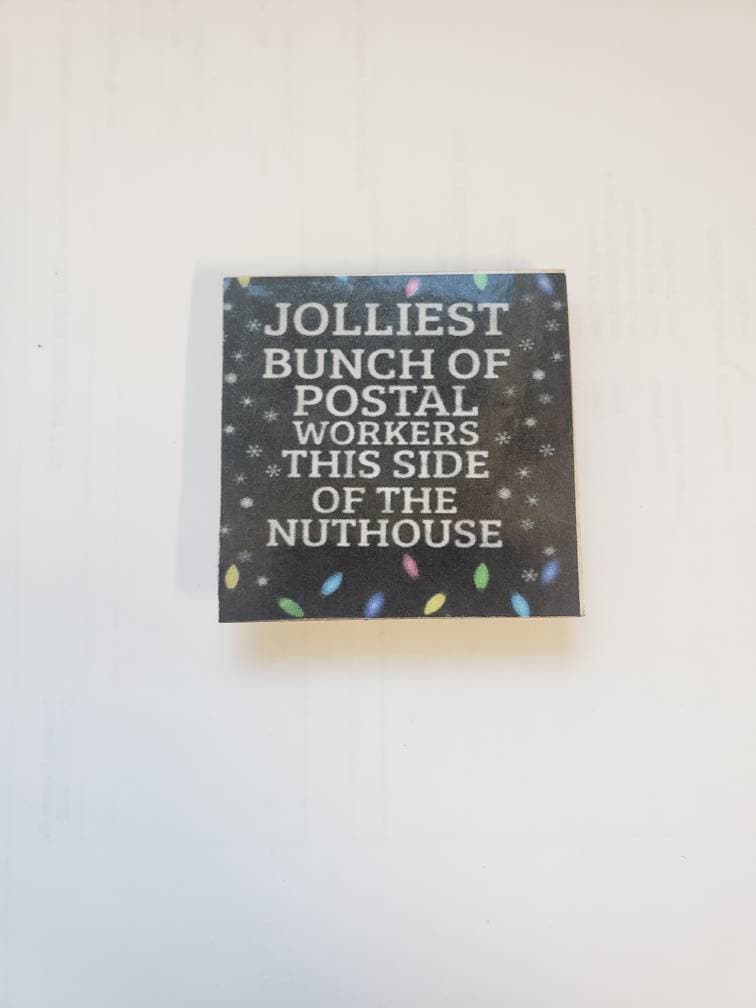 JOLLIEST
BUNCH OF
POSTAL
WORKERS
THIS SIDE
OF THE
NUTHOUSE